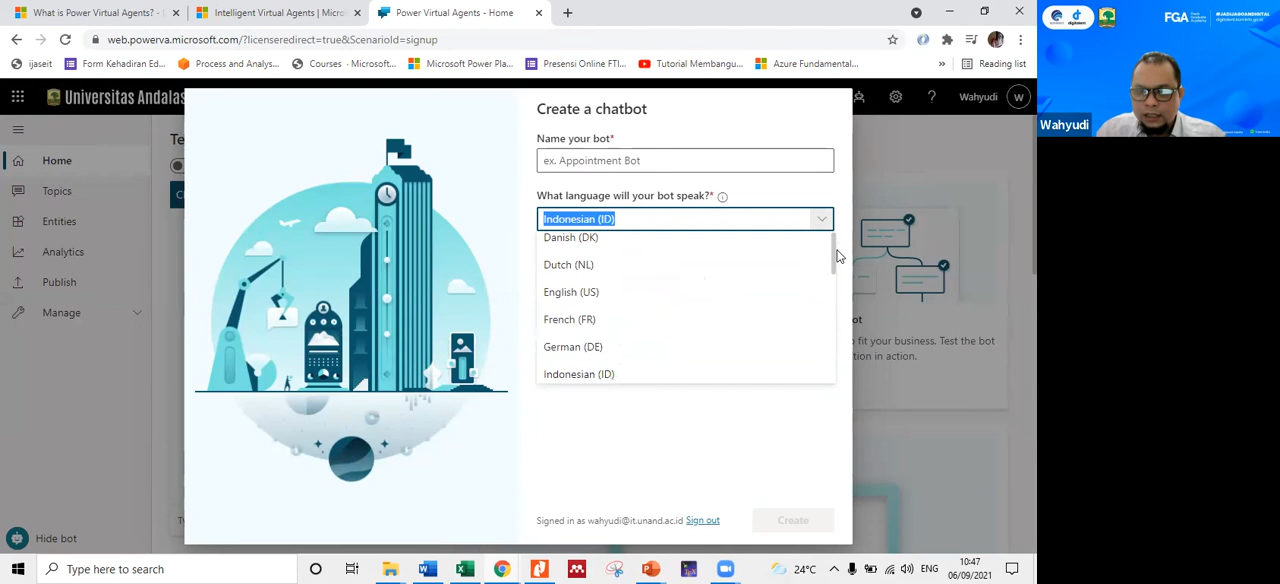 What is Power Virtual Agents? -
Intelligent Virtual Agents | Micr
Power Virtual Agents - Home
web.powerva.microsoft.com/?licenseredirect=true&ScenarioId=signup
ijaseit
Form Kehadiran Ed...
Process and Analys...
Courses - Microsoft...
Microsoft Power Pla...
Presensi Online FTI...
Tutorial Membangu...
Azure Fundamental...
»
Reading list
FGA
#JADIJAGOANDIGITAL
Wahyudi
Universitas Andalas
?
Wahyudi
W
Home
Topics
Entities
Analytics
Publish
Manage
Hide bot
Te
Create a chatbot
Name your bot*
ex. Appointment Bot
What language will your bot speak?*
Indonesian (ID)
Danish (DK)
Dutch (NL)
English (US)
French (FR)
German (DE)
Indonesian (ID)
Signed in as wahyudi@it.unand.ac.id Sign out
Create
ot
fit your business. Test the bot
tion in action.
Type here to search
24°C
ENG
10:47
06/09/2021